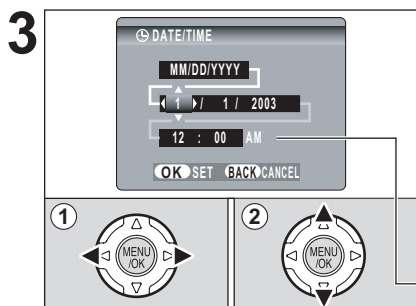 3
DATE/TIME
MM/DD/YYYY
1 / 1 / 2003
12 : 00 AM
OK SET BACK CANCEL
1 2
MENU MENU
/OK /OK